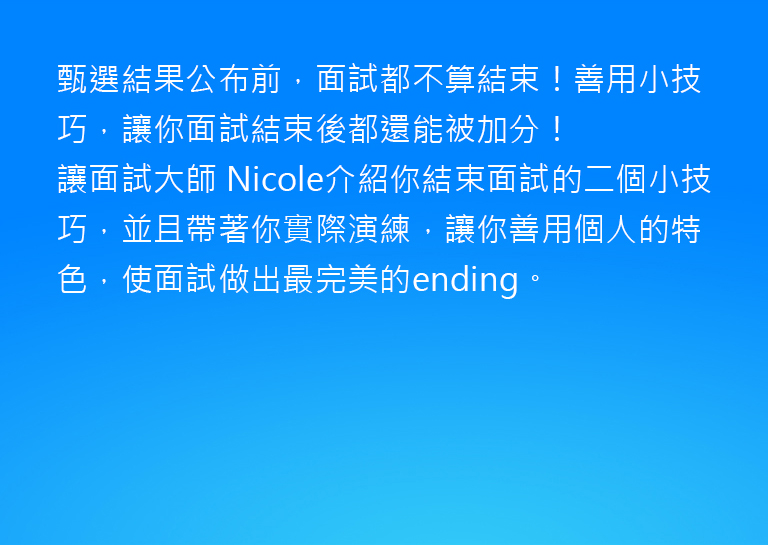 甄選結果公布前，面試都不算結束！善用小技
巧，讓你面試結束後都還能被加分！
讓面試大師 Nicole介紹你結束面試的二個小技
巧，並且帶著你實際演練，讓你善用個人的特
色，使面試做出最完美的ending。